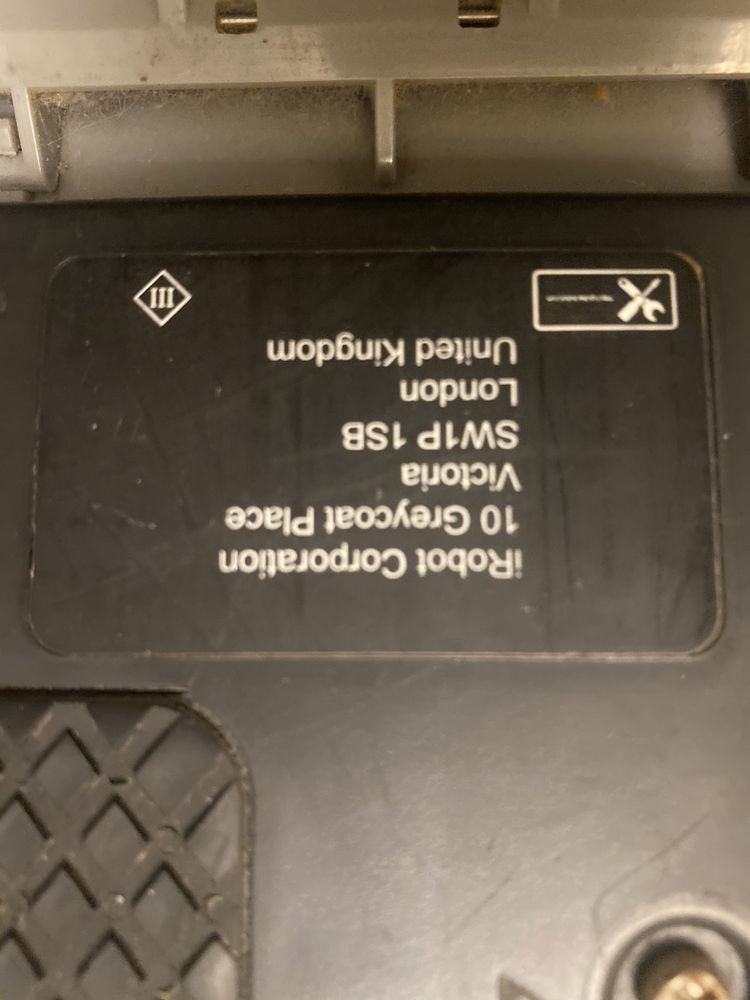 iRobot Corporation
10 Greycoat Place
Victoria
SW1P 1SB
London
United Kingdom
III